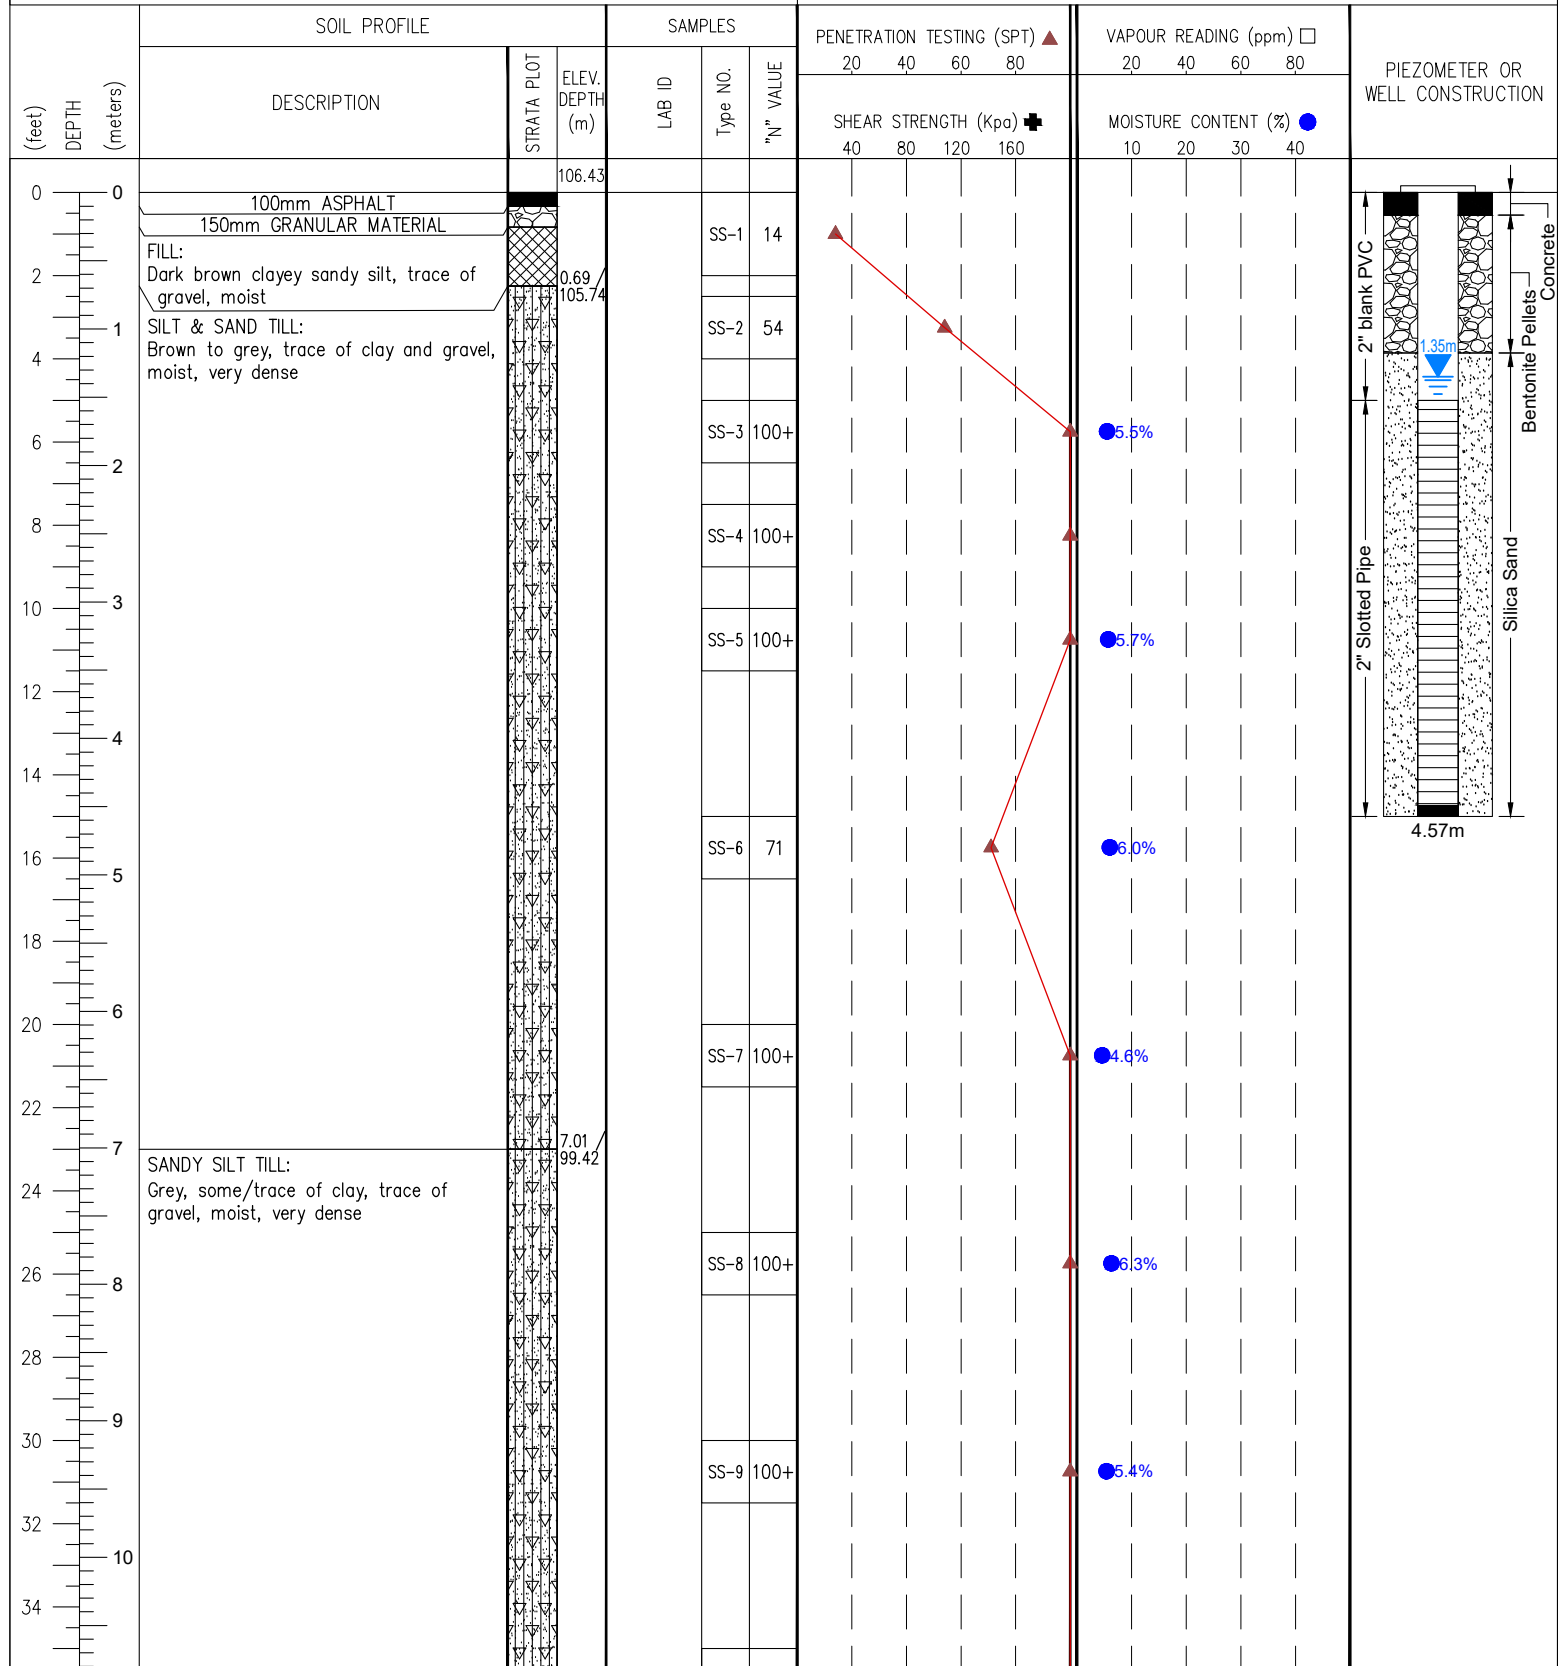 SOIL PROFILE
SAMPLES
PENETRATION TESTING (SPT)
20 40 60 80
VAPOUR READING (ppm)
20 40 60 80
PIEZOMETER OR
WELL CONSTRUCTION
(feet)
DEPTH
(meters)
DESCRIPTION
STRATA PLOT
ELEV.
DEPTH
(m)
LAB ID
Type NO.
"N" VALUE
SHEAR STRENGTH (Kpa)
40 80 120 160
MOISTURE CONTENT (%)
10 20 30 40
106.43
0 0
100mm ASPHALT
150mm GRANULAR MATERIAL
SS-1 14
FILL:
Dark brown clayey sandy silt, trace of
gravel, moist
2
0.69
105.74
SILT & SAND TILL:
Brown to grey, trace of clay and gravel,
moist, very dense
1
SS-2 54
4
2" blank PVC
1.35m
Concrete
Bentonite Pellets
6
SS-3 100+ 5.5%
2
8
SS-4 100+
2" Slotted Pipe
Silica Sand
10
3
SS-5 100+ 5.7%
12
4
14
4.57m
16
SS-6 71 6.0%
5
18
6
20
SS-7 100+ 4.6%
22
7
7.01
99.42
SANDY SILT TILL:
Grey, some/trace of clay, trace of
gravel, moist, very dense
24
SS-8 100+ 6.3%
26
8
28
9
30
SS-9 100+ 5.4%
32
10
34